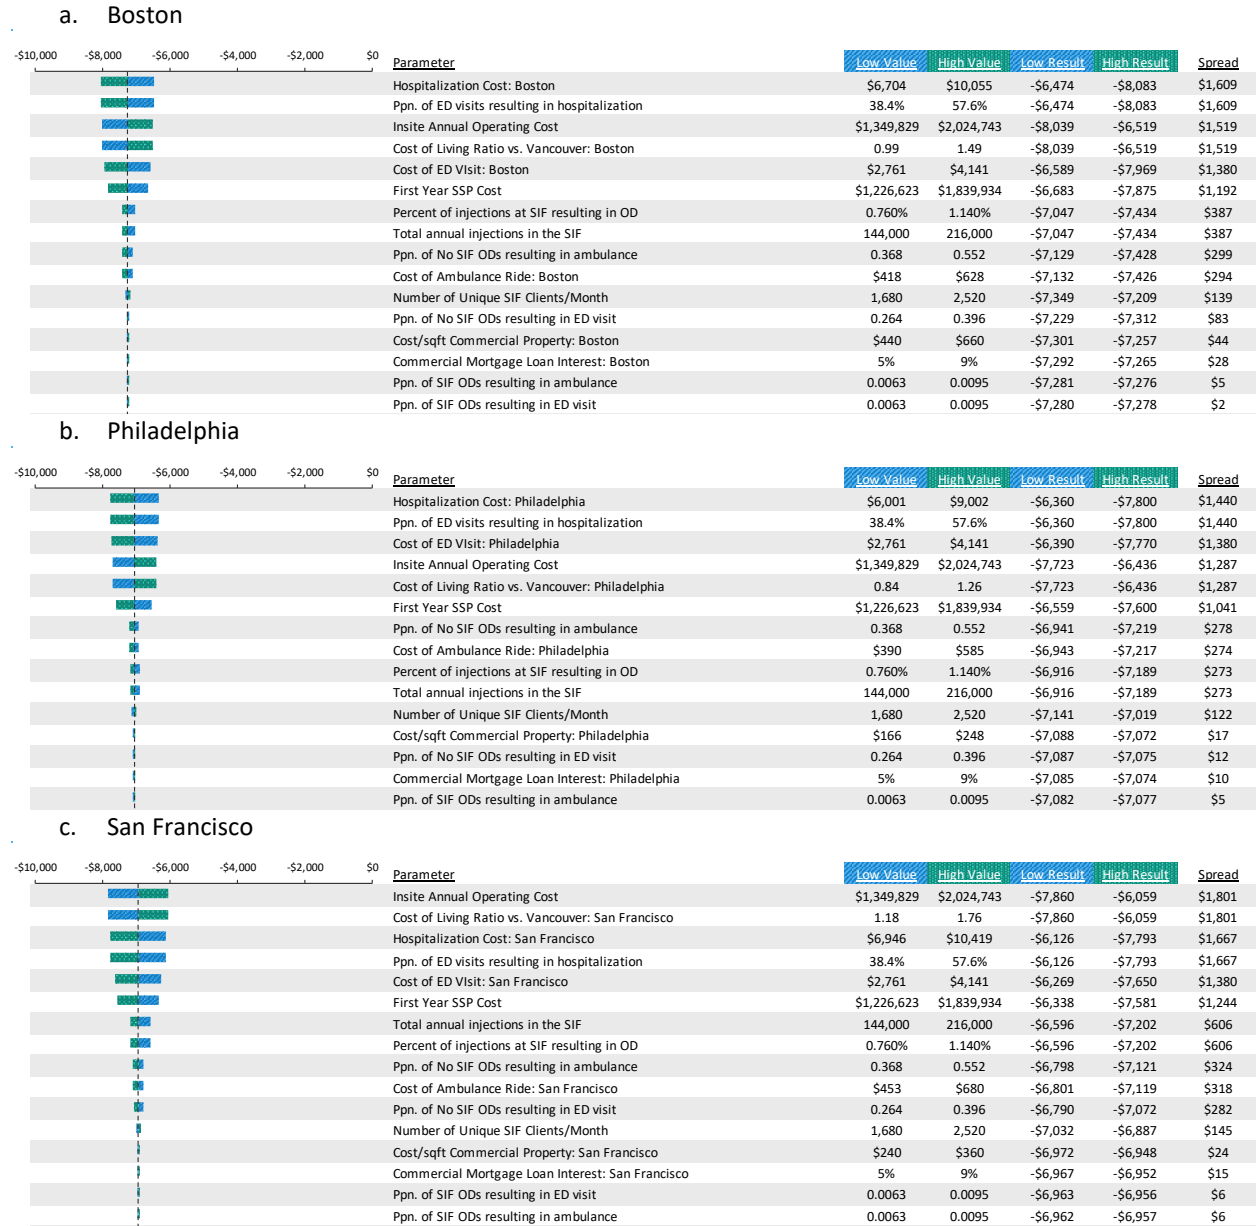 a. Boston
-$10,000 -$8,000 -$6,000 -$4,000 -$2,000 $0 Parameter Low Value High Value Low Result High Result Spread
Hospitalization Cost: Boston $6,704 $10,055 -$6,474 -$8,083 $1,609
Ppn. of ED visits resulting in hospitalization 38.4% 57.6% -$6,474 -$8,083 $1,609
Insite Annual Operating Cost $1,349,829 $2,024,743 -$8,039 -$6,519 $1,519
Cost of Living Ratio vs. Vancouver: Boston 0.99 1.49 -$8,039 -$6,519 $1,519
Cost of ED VIsit: Boston $2,761 $4,141 -$6,589 -$7,969 $1,380
First Year SSP Cost $1,226,623 $1,839,934 -$6,683 -$7,875 $1,192
Percent of injections at SIF resulting in OD 0.760% 1.140% -$7,047 -$7,434 $387
Total annual injections in the SIF 144,000 216,000 -$7,047 -$7,434 $387
Ppn. of No SIF ODs resulting in ambulance 0.368 0.552 -$7,129 -$7,428 $299
Cost of Ambulance Ride: Boston $418 $628 -$7,132 -$7,426 $294
Number of Unique SIF Clients/Month 1,680 2,520 -$7,349 -$7,209 $139
Ppn. of No SIF ODs resulting in ED visit 0.264 0.396 -$7,229 -$7,312 $83
Cost/sqft Commercial Property: Boston $440 $660 -$7,301 -$7,257 $44
Commercial Mortgage Loan Interest: Boston 5% 9% -$7,292 -$7,265 $28
Ppn. of SIF ODs resulting in ambulance 0.0063 0.0095 -$7,281 -$7,276 $5
Ppn. of SIF ODs resulting in ED visit 0.0063 0.0095 -$7,280 -$7,278 $2
b. Philadelphia
-$10,000 -$8,000 -$6,000 -$4,000 -$2,000 $0 Parameter Low Value High Value Low Result High Result Spread
Hospitalization Cost: Philadelphia $6,001 $9,002 -$6,360 -$7,800 $1,440
Ppn. of ED visits resulting in hospitalization 38.4% 57.6% -$6,360 -$7,800 $1,440
Cost of ED VIsit: Philadelphia $2,761 $4,141 -$6,390 -$7,770 $1,380
Insite Annual Operating Cost $1,349,829 $2,024,743 -$7,723 -$6,436 $1,287
Cost of Living Ratio vs. Vancouver: Philadelphia 0.84 1.26 -$7,723 -$6,436 $1,287
First Year SSP Cost $1,226,623 $1,839,934 -$6,559 -$7,600 $1,041
Ppn. of No SIF ODs resulting in ambulance 0.368 0.552 -$6,941 -$7,219 $278
Cost of Ambulance Ride: Philadelphia $390 $585 -$6,943 -$7,217 $274
Percent of injections at SIF resulting in OD 0.760% 1.140% -$6,916 -$7,189 $273
Total annual injections in the SIF 144,000 216,000 -$6,916 -$7,189 $273
Number of Unique SIF Clients/Month 1,680 2,520 -$7,141 -$7,019 $122
Cost/sqft Commercial Property: Philadelphia $166 $248 -$7,088 -$7,072 $17
Ppn. of No SIF ODs resulting in ED visit 0.264 0.396 -$7,087 -$7,075 $12
Commercial Mortgage Loan Interest: Philadelphia 5% 9% -$7,085 -$7,074 $10
Ppn. of SIF ODs resulting in ambulance 0.0063 0.0095 -$7,082 -$7,077 $5
c. San Francisco
-$10,000 -$8,000 -$6,000 -$4,000 -$2,000 $0 Parameter Low Value High Value Low Result High Result Spread
Insite Annual Operating Cost $1,349,829 $2,024,743 -$7,860 -$6,059 $1,801
Cost of Living Ratio vs. Vancouver: San Francisco 1.18 1.76 -$7,860 -$6,059 $1,801
Hospitalization Cost: San Francisco $6,946 $10,419 -$6,126 -$7,793 $1,667
Ppn. of ED visits resulting in hospitalization 38.4% 57.6% -$6,126 -$7,793 $1,667
Cost of ED VIsit: San Francisco $2,761 $4,141 -$6,269 -$7,650 $1,380
First Year SSP Cost $1,226,623 $1,839,934 -$6,338 -$7,581 $1,244
Total annual injections in the SIF 144,000 216,000 -$6,596 -$7,202 $606
Percent of injections at SIF resulting in OD 0.760% 1.140% -$6,596 -$7,202 $606
Ppn. of No SIF ODs resulting in ambulance 0.368 0.552 -$6,798 -$7,121 $324
Cost of Ambulance Ride: San Francisco $453 $680 -$6,801 -$7,119 $318
Ppn. of No SIF ODs resulting in ED visit 0.264 0.396 -$6,790 -$7,072 $282
Number of Unique SIF Clients/Month 1,680 2,520 -$7,032 -$6,887 $145
Cost/sqft Commercial Property: San Francisco $240 $360 -$6,972 -$6,948 $24
Commercial Mortgage Loan Interest: San Francisco 5% 9% -$6,967 -$6,952 $15
Ppn. of SIF ODs resulting in ED visit 0.0063 0.0095 -$6,963 -$6,956 $6
Ppn. of SIF ODs resulting in ambulance 0.0063 0.0095 -$6,962 -$6,957 $6